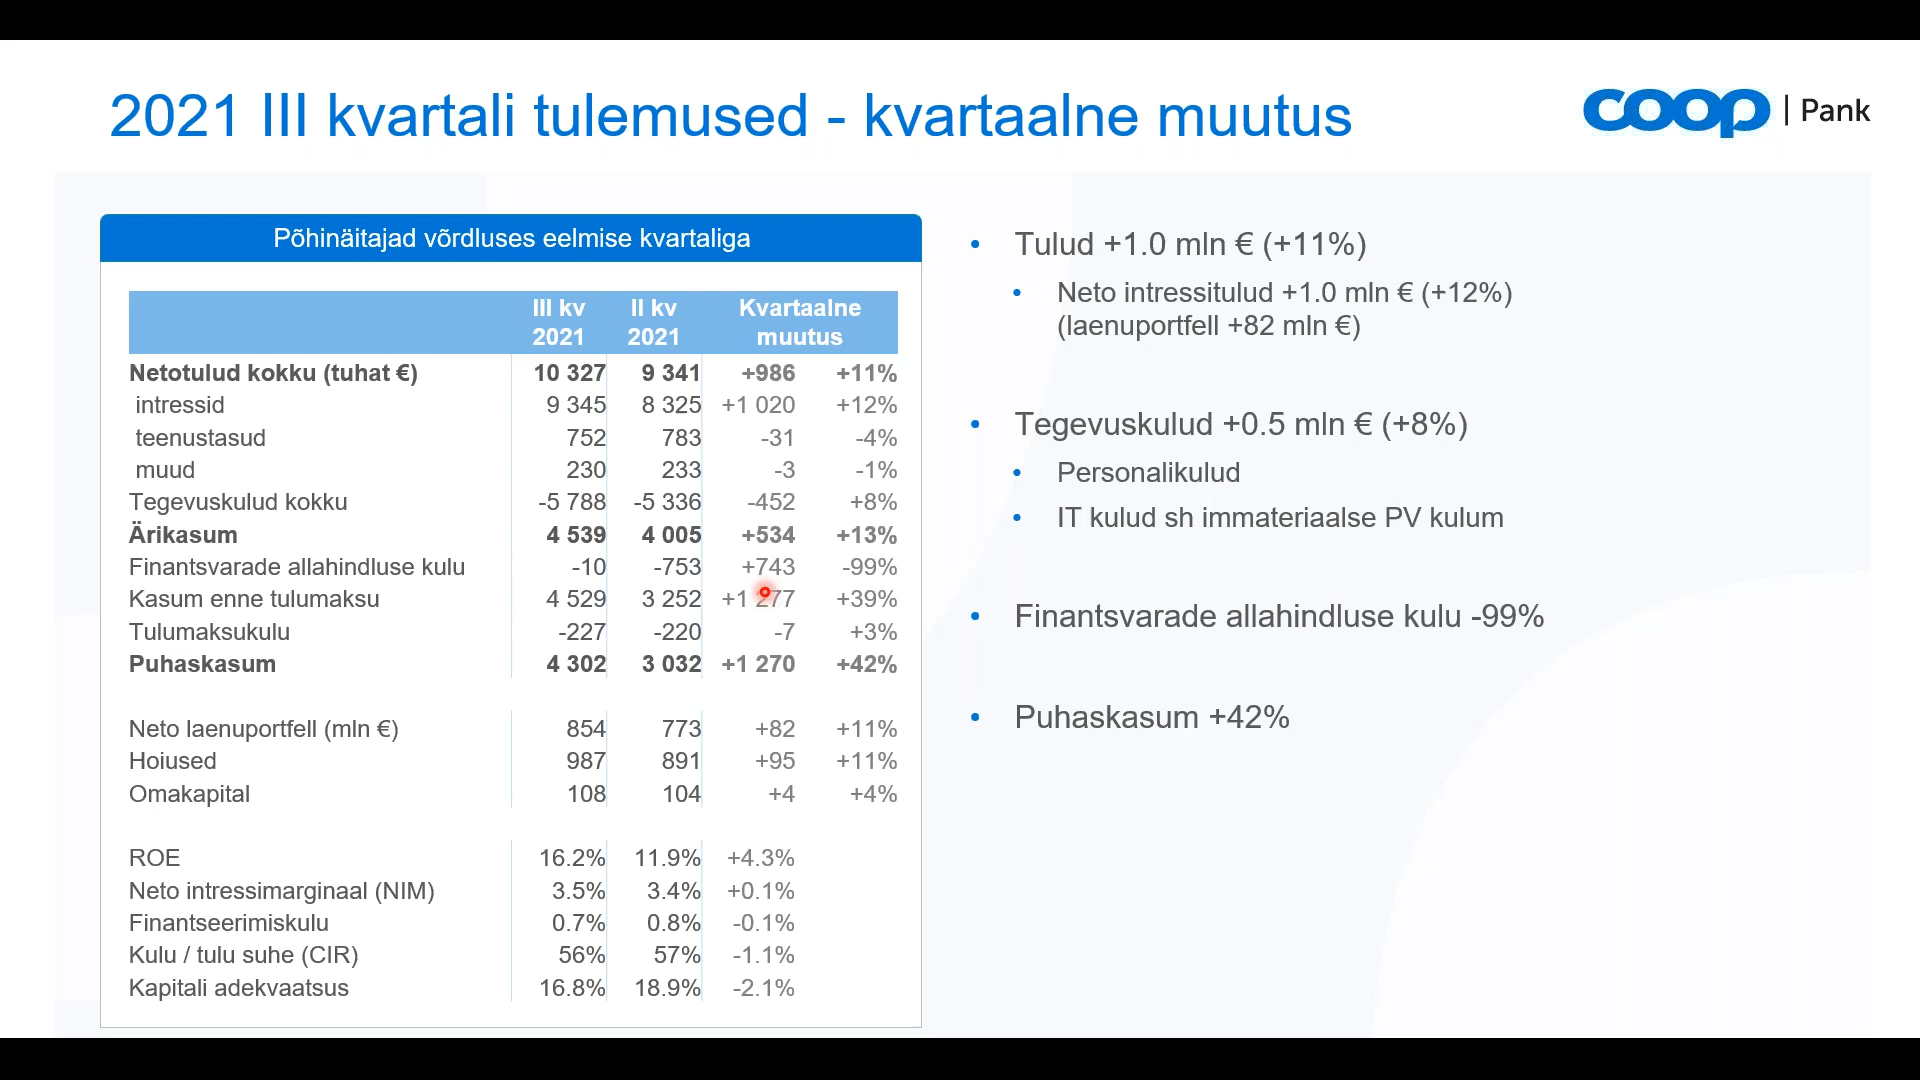 2021 III kvartali tulemused - kvartaalne muutus
coop | Pank
Põhinäitajad võrdluses eelmise kvartaliga
III kv 2021 II kv 2021 Kvartaalne muutus
Netotulud kokku (tuhat €) 10 327 9 341 +986 +11%
intressid 9 345 8 325 +1 020 +12%
teenustasud 752 783 -31 -4%
muud 230 233 -3 -1%
Tegevuskulud kokku -5 788 -5 336 -452 +8%
Ärikasum 4 539 4 005 +534 +13%
Finantsvarade allahindluse kulu -10 -753 +743 -99%
Kasum enne tulumaksu 4 529 3 252 +1 277 +39%
Tulumaksukulu -227 -220 -7 +3%
Puhaskasum 4 302 3 032 +1 270 +42%
Neto laenuportfell (mln €) 854 773 +82 +11%
Hoiused 987 891 +95 +11%
Omakapital 108 104 +4 +4%
ROE 16.2% 11.9% +4.3%
Neto intressimarginaal (NIM) 3.5% 3.4% +0.1%
Finantseerimiskulu 0.7% 0.8% -0.1%
Kulu / tulu suhe (CIR) 56% 57% -1.1%
Kapitali adekvaatsus 16.8% 18.9% -2.1%
• Tulud +1.0 mln € (+11%)
• Neto intressitulud +1.0 mln € (+12%)
(laenuportfell +82 mln €)
• Tegevuskulud +0.5 mln € (+8%)
• Personalikulud
• IT kulud sh immateriaalse PV kulum
• Finantsvarade allahindluse kulu -99%
• Puhaskasum +42%